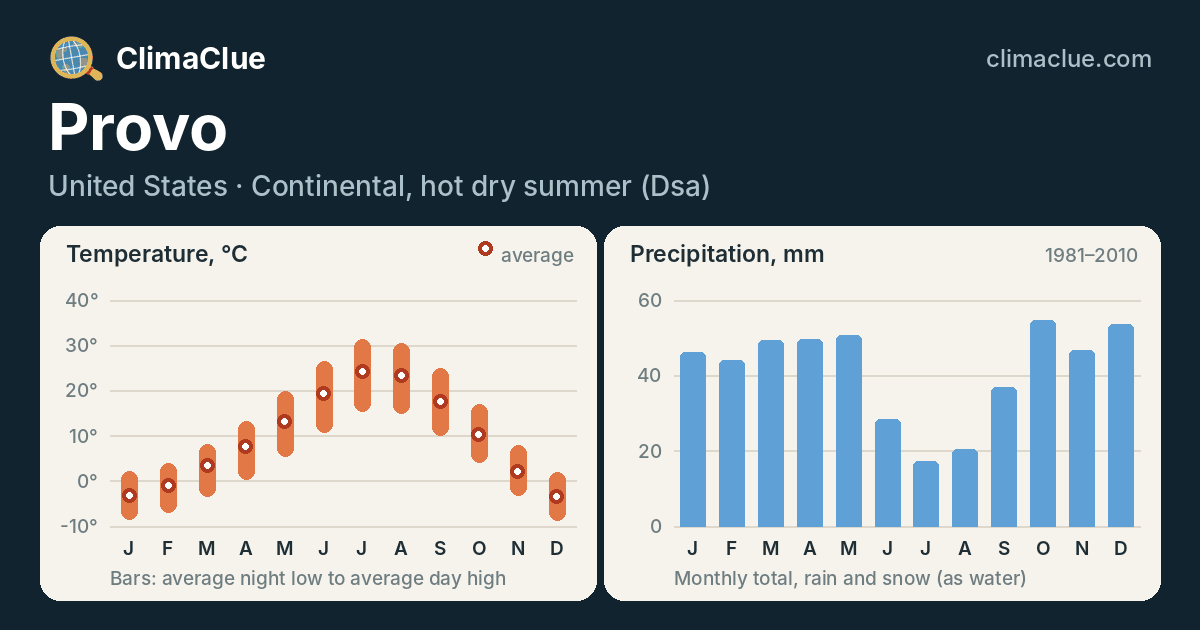 ClimaClue
climaclue.com
Provo
United States · Continental, hot dry summer (Dsa)
Temperature, °C
average
40°
30°
20°
10°
0°
-10°
J F M A M J J A S O N D
Bars: average night low to average day high
Precipitation, mm
1981–2010
60
40
20
0
J F M A M J J A S O N D
Monthly total, rain and snow (as water)